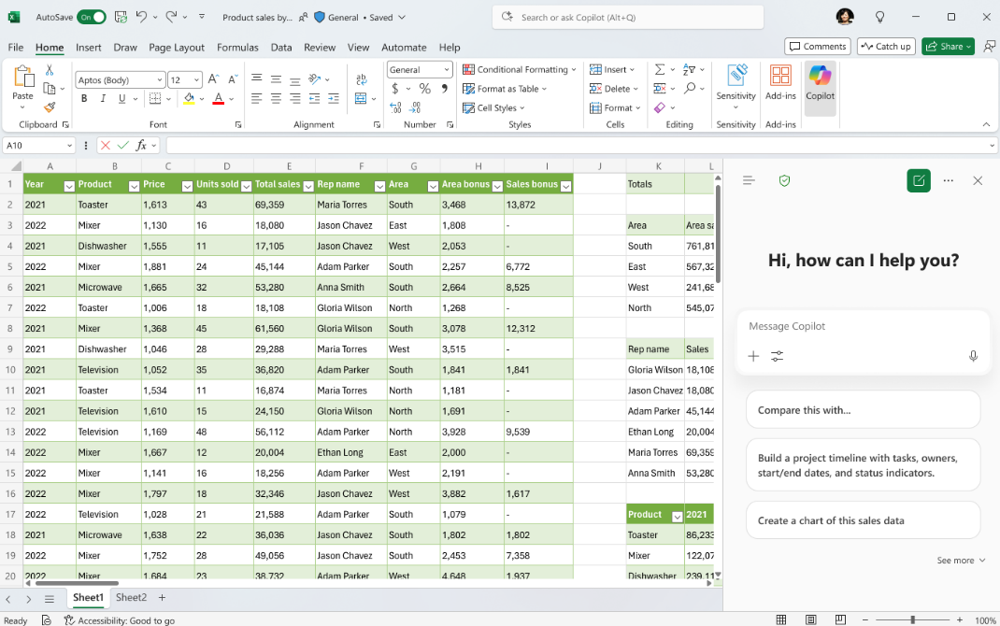 AutoSave On Product sales by... General • Saved Search or ask Copilot (Alt+Q)
File Home Insert Draw Page Layout Formulas Data Review View Automate Help Comments Catch up Share
Paste Aptos (Body) 12 A A B I U A ab General $ % 9 Conditional Formatting Format as Table Cell Styles Insert Delete Format Sensitivity Add-ins Copilot
Clipboard Font Alignment Number Styles Cells Editing Sensitivity Add-ins
A10 fx
A B C D E F G H I J K L
1 Year Product Price Units sold Total sales Rep name Area Area bonus Sales bonus Totals
2 2021 Toaster 1,613 43 69,359 Maria Torres South 3,468 13,872
3 2022 Mixer 1,130 16 18,080 Jason Chavez East 1,808 - Area Area sa
4 2021 Dishwasher 1,555 11 17,105 Jason Chavez West 2,053 - South 761,81
5 2022 Mixer 1,881 24 45,144 Adam Parker South 2,257 6,772 East 567,32
6 2021 Microwave 1,665 32 53,280 Anna Smith South 2,664 8,525 West 241,68
7 2022 Toaster 1,006 18 18,108 Gloria Wilson North 1,268 - North 545,07
8 2021 Mixer 1,368 45 61,560 Gloria Wilson South 3,078 12,312
9 2021 Dishwasher 1,046 28 29,288 Maria Torres West 3,515 - Rep name Sales
10 2021 Television 1,052 35 36,820 Adam Parker South 1,841 1,841 Gloria Wilson 18,108
11 2021 Toaster 1,534 11 16,874 Maria Torres North 1,181 - Jason Chavez 18,080
12 2021 Television 1,610 15 24,150 Gloria Wilson North 1,691 - Adam Parker 45,144
13 2022 Television 1,169 48 56,112 Adam Parker North 3,928 9,539 Ethan Long 20,004
14 2022 Mixer 1,667 12 20,004 Ethan Long East 2,000 - Maria Torres 69,359
15 2022 Mixer 1,141 16 18,256 Adam Parker West 2,191 - Anna Smith 53,280
16 2022 Mixer 1,797 18 32,346 Jason Chavez West 3,882 1,617
17 2022 Television 1,028 21 21,588 Adam Parker South 1,079 - Product 2021
18 2021 Microwave 1,638 22 36,036 Jason Chavez South 1,802 1,802 Toaster 86,233
19 2022 Mixer 1,752 28 49,056 Jason Chavez South 2,453 7,358 Mixer 122,07
20 2022 Mixer 1,684 23 38,732 Adam Parker West 4,648 1,937 Dishwasher 239,11
Hi, how can I help you?
Message Copilot
Compare this with...
Build a project timeline with tasks, owners,
start/end dates, and status indicators.
Create a chart of this sales data
See more
Sheet1 Sheet2 +
Ready Accessibility: Good to go 100%